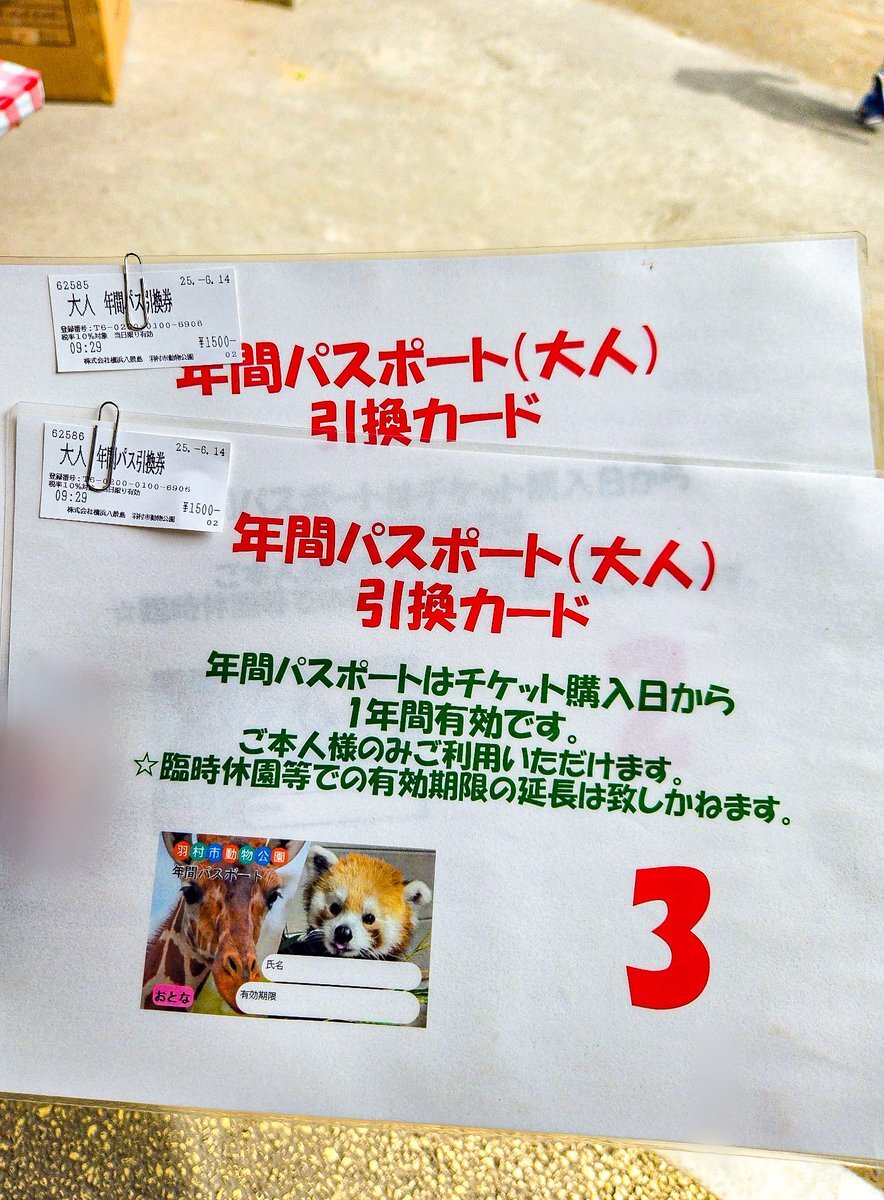 62585 25.-6.14
大人 年間パス引換券
登録番号:T6-0200-0100-6906
税率10%対象 当日限り有効
09:29 ¥1500-
株式会社横浜八景島 羽村市動物公園 02
年間パスポート(大人)
引換カード
62586 25.-6.14
大人 年間パス引換券
登録番号:T6-0200-0100-6906
税率10%対象 当日限り有効
09:29 ¥1500-
株式会社横浜八景島 羽村市動物公園 02
年間パスポート(大人)
引換カード
年間パスポートはチケット購入日から
1年間有効です。
ご本人様のみご利用いただけます。
☆臨時休園等での有効期限の延長は致しかねます。
羽村市動物公園
年間パスポート
氏名
有効期限
おとな
3